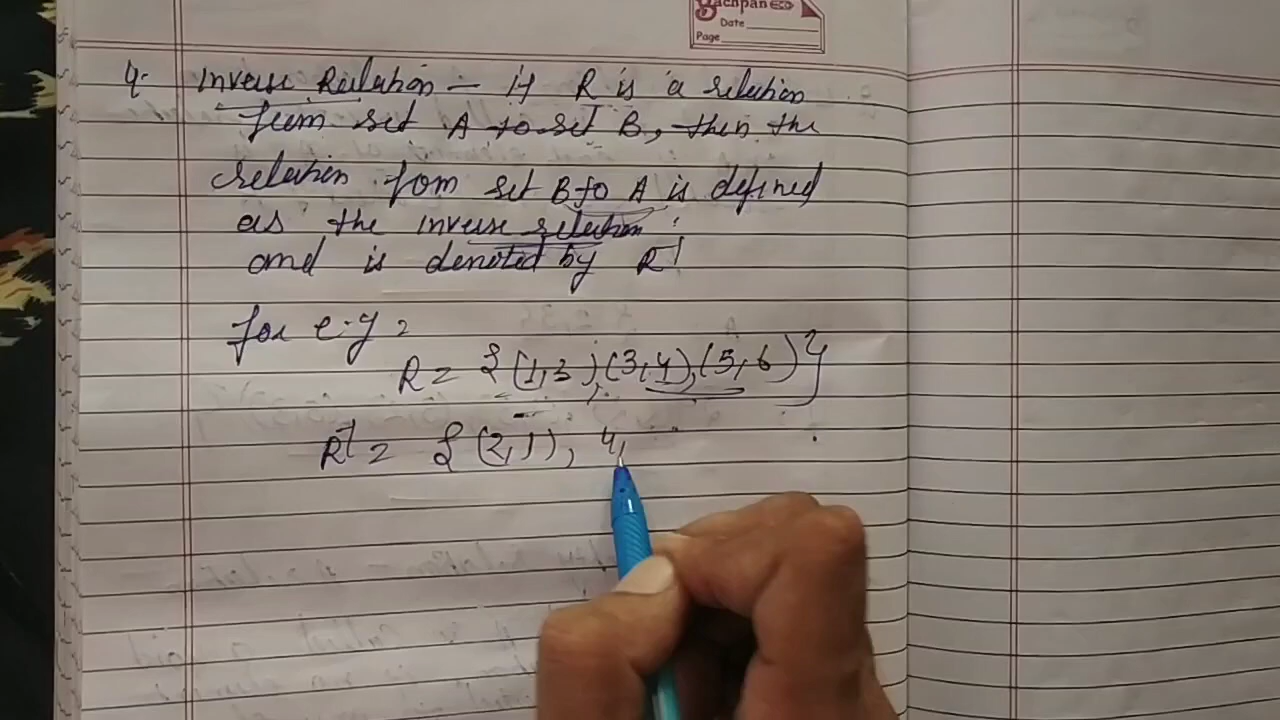 Bachpan
Date
Page
4. Inverse Relation – if R is a relation
from set A to set B, then the
relation fom set B to A is defined
as the inverse relation
and is denoted by R⁻¹
for e.g =
R = {(1,3),(3,4),(5,6)}
R⁻¹ = {(2,1), 4,